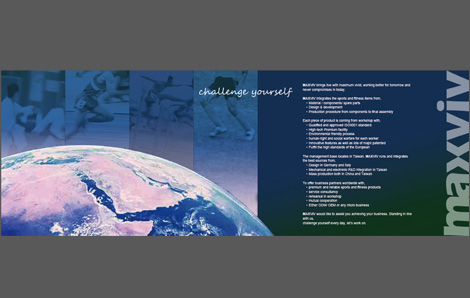 challenge yourself
MAXVIV brings live with maximum vivid, working better for tomorrow and
never compromises in today.
MAXVIV integrates the sports and fitness items from:
• Material / components/ spare parts
• Design & development
• Production procedure from components to final assembly
Each piece of product is coming from workshop with:
• Qualified and approved ISO9001 standard
• High-tech Premium facility
• Environmental friendly process
• human-right and social welfare for each worker
• Innovative features as well as site of major patented
• Fulfill the high standards of the European
The management base locates in Taiwan. MAXVIV runs and integrates
the best sources from,
• Design in Germany and Italy
• Mechanical and electronic R&D integration in Taiwan
• Mass production both in China and Taiwan
To offer business partners worldwide with:
• premium and reliable sports and fitness products
• service consultancy
• rehearsal in workshop
• mutual cooperation
• Either ODM/ OEM or any micro business
MAXVIV would like to assist you achieving your business. Standing in line
with us,
challenge yourself every day, let's work on
maxviv